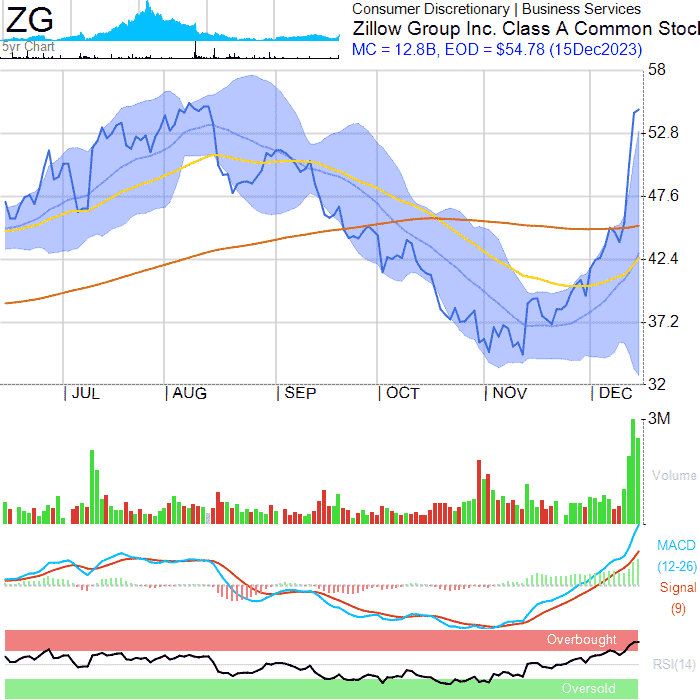 ZG
5yr Chart
Consumer Discretionary | Business Services
Zillow Group Inc. Class A Common Stoc
MC = 12.8B, EOD = $54.78 (15Dec2023)
58
52.8
47.6
42.4
37.2
32
JUL AUG SEP OCT NOV DEC
3M
Volume
MACD
(12-26)
Signal
(9)
Overbought
RSI(14)
Oversold